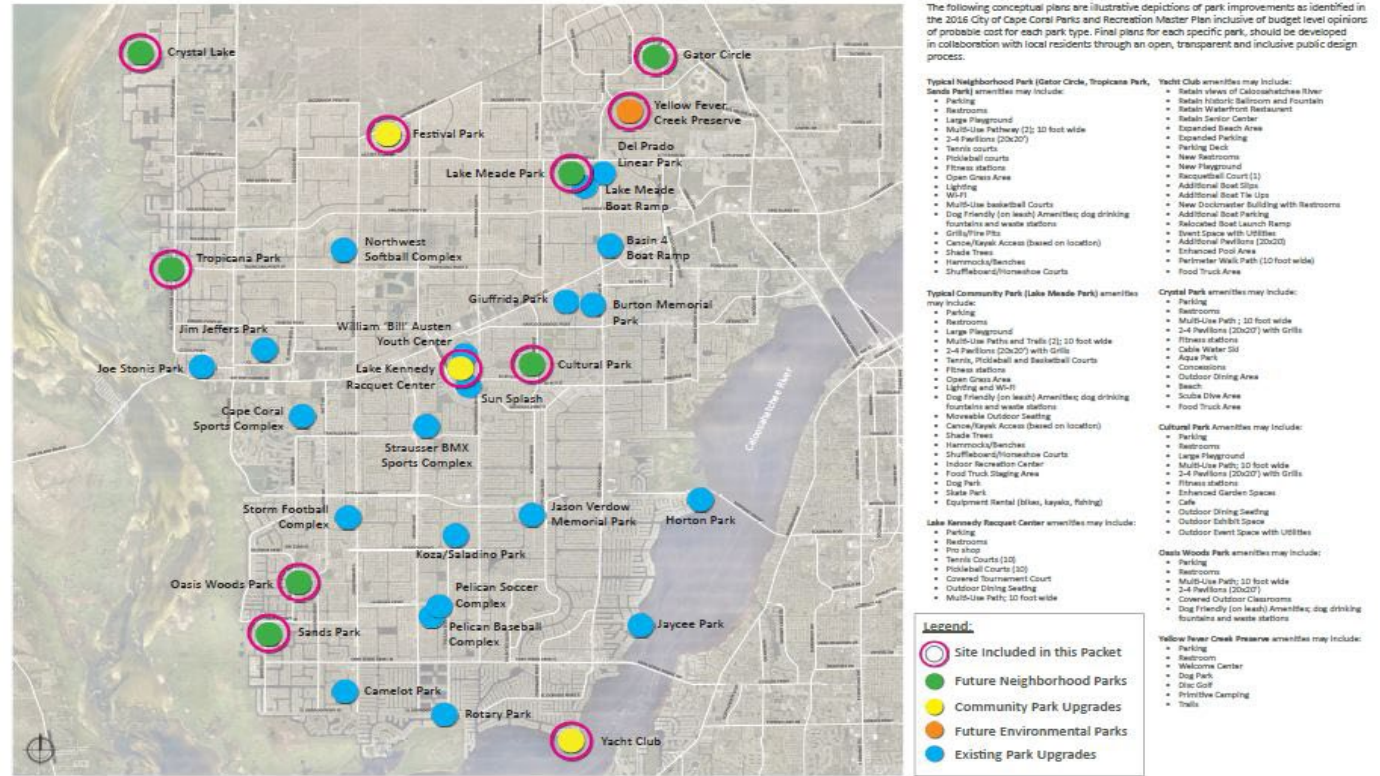 Crystal Lake
Gator Circle
Yellow Fever
Creek Preserve
Festival Park
Del Prado
Linear Park
Lake Meade Park
Lake Meade
Boat Ramp
Northwest
Softball Complex
Basin 4
Boat Ramp
Tropicana Park
Giuffrida Park
Burton Memorial
Park
William 'Bill' Austen
Youth Center
Jim Jeffers Park
Joe Stonis Park
Lake Kennedy
Racquet Center
Cultural Park
Sun Splash
Cape Coral
Sports Complex
Strausser BMX
Sports Complex
Caloosahatchee River
Storm Football
Complex
Jason Verdow
Memorial Park
Horton Park
Koza/Saladino Park
Oasis Woods Park
Pelican Soccer
Complex
Sands Park
Pelican Baseball
Complex
Jaycee Park
Camelot Park
Rotary Park
Yacht Club
The following conceptual plans are illustrative depictions of park improvements as identified in
the 2016 City of Cape Coral Parks and Recreation Master Plan inclusive of budget level opinions
of probable cost for each park type. Final plans for each specific park, should be developed
in collaboration with local residents through an open, transparent and inclusive public design
process.
Typical Neighborhood Park (Gator Circle, Tropicana Park,
Sands Park) amenities may include:
• Parking
• Restrooms
• Large Playground
• Multi-Use Pathway (2); 10 foot wide
• 2-4 Pavilions (20x20')
• Tennis courts
• Pickleball courts
• Fitness stations
• Open Grass Area
• Lighting
• Wi-Fi
• Multi-Use basketball Courts
• Dog Friendly (on leash) Amenities; dog drinking
fountains and waste stations
• Grills/Fire Pits
• Canoe/Kayak Access (based on location)
• Shade Trees
• Hammocks/Benches
• Shuffleboard/Horseshoe Courts
Typical Community Park (Lake Meade Park) amenities
may include:
• Parking
• Restrooms
• Large Playground
• Multi-Use Paths and Trails (2); 10 foot wide
• 2-4 Pavilions (20x20') with Grills
• Tennis, Pickleball and Basketball Courts
• Fitness stations
• Open Grass Area
• Lighting and Wi-Fi
• Dog Friendly (on leash) Amenities; dog drinking
fountains and waste stations
• Moveable Outdoor Seating
• Canoe/Kayak Access (based on location)
• Shade Trees
• Hammocks/Benches
• Shuffleboard/Horseshoe Courts
• Indoor Recreation Center
• Food Truck Staging Area
• Dog Park
• Skate Park
• Equipment Rental (bikes, kayaks, fishing)
Lake Kennedy Racquet Center amenities may include:
• Parking
• Restrooms
• Pro shop
• Tennis Courts (10)
• Pickleball Courts (10)
• Covered Tournament Court
• Outdoor Dining Seating
• Multi-Use Path; 10 foot wide
Yacht Club amenities may include:
• Retain views of Caloosahatchee River
• Retain historic Ballroom and Fountain
• Retain Waterfront Restaurant
• Retain Senior Center
• Expanded Beach Area
• Expanded Parking
• Parking Deck
• New Restrooms
• New Playground
• Racquetball Court (1)
• Additional Boat Slips
• Additional Boat Tie Ups
• New Dockmaster Building with Restrooms
• Additional Boat Parking
• Relocated Boat Launch Ramp
• Event Space with Utilities
• Additional Pavilions (20x20)
• Enhanced Pool Area
• Perimeter Walk Path (10 foot wide)
• Food Truck Area
Crystal Park amenities may include:
• Parking
• Restrooms
• Multi-Use Path ; 10 foot wide
• 2-4 Pavilions (20x20') with Grills
• Fitness stations
• Cable Water Ski
• Aqua Park
• Concessions
• Outdoor Dining Area
• Beach
• Scuba Dive Area
• Food Truck Area
Cultural Park Amenities may include:
• Parking
• Restrooms
• Large Playground
• Multi-Use Path; 10 foot wide
• 2-4 Pavilions (20x20') with Grills
• Fitness stations
• Enhanced Garden Spaces
• Cafe
• Outdoor Dining Seating
• Outdoor Exhibit Space
• Outdoor Event Space with Utilities
Oasis Woods Park amenities may include:
• Parking
• Restrooms
• Multi-Use Path; 10 foot wide
• 2-4 Pavilions (20x20')
• Covered Outdoor Classrooms
• Dog Friendly (on leash) Amenities; dog drinking
fountains and waste stations
Yellow Fever Creek Preserve amenities may include:
• Parking
• Restroom
• Welcome Center
• Dog Park
• Disc Golf
• Primitive Camping
• Trails
Legend:
Site Included in this Packet
Future Neighborhood Parks
Community Park Upgrades
Future Environmental Parks
Existing Park Upgrades